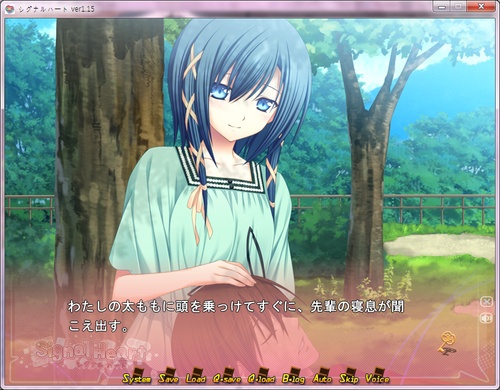 シグナルハート ver1.15
わたしの太ももに頭を乗っけてすぐに、先輩の寝息が聞
こえ出す。
Signal Heart
System Save Load Q-save Q-load B-log Auto Skip Voice